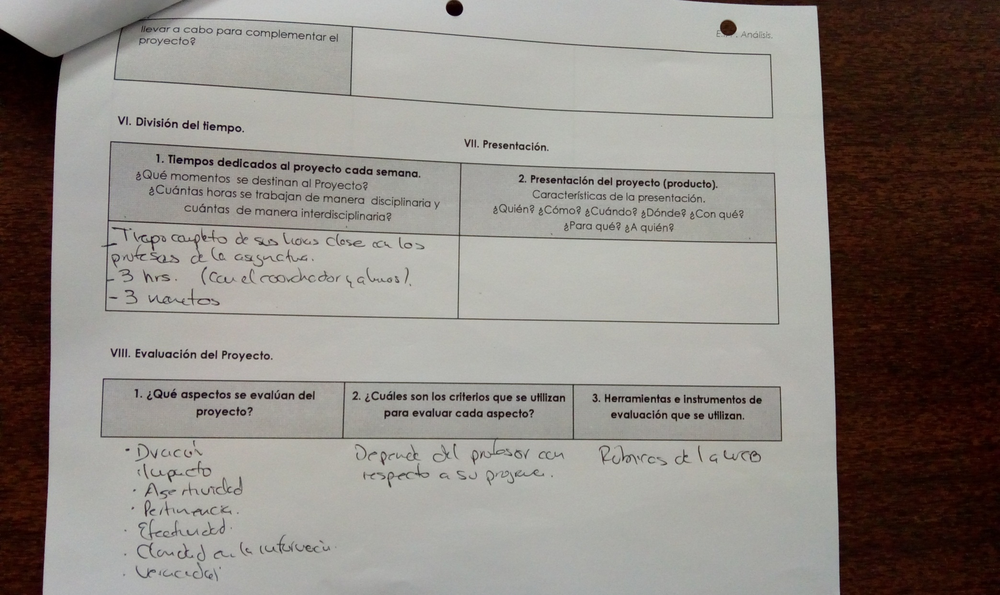 llevar a cabo para complementar el
proyecto?
Análisis.
VI. División del tiempo.
VII. Presentación.
1. Tiempos dedicados al proyecto cada semana.
¿Qué momentos se destinan al Proyecto?
¿Cuántas horas se trabajan de manera disciplinaria y
cuántas de manera interdisciplinaria?
2. Presentación del proyecto (producto).
Características de la presentación.
¿Quién? ¿Cómo? ¿Cuándo? ¿Dónde? ¿Con qué?
¿Para qué? ¿A quién?
- Tiempo completo de sus horas clase con los
profesores de la asignatura.
- 3 hrs. (Con el coordinador y alumnos).
- 3 momentos
VIII. Evaluación del Proyecto.
1. ¿Qué aspectos se evalúan del
proyecto?
2. ¿Cuáles son los criterios que se utilizan
para evaluar cada aspecto?
3. Herramientas e instrumentos de
evaluación que se utilizan.
· Duración
impacto
· Asertividad
· Pertinencia.
· Efectividad.
· Claridad en la información.
· Veracidad
Depende del profesor con
respecto a su programa.
Rúbricas de la web